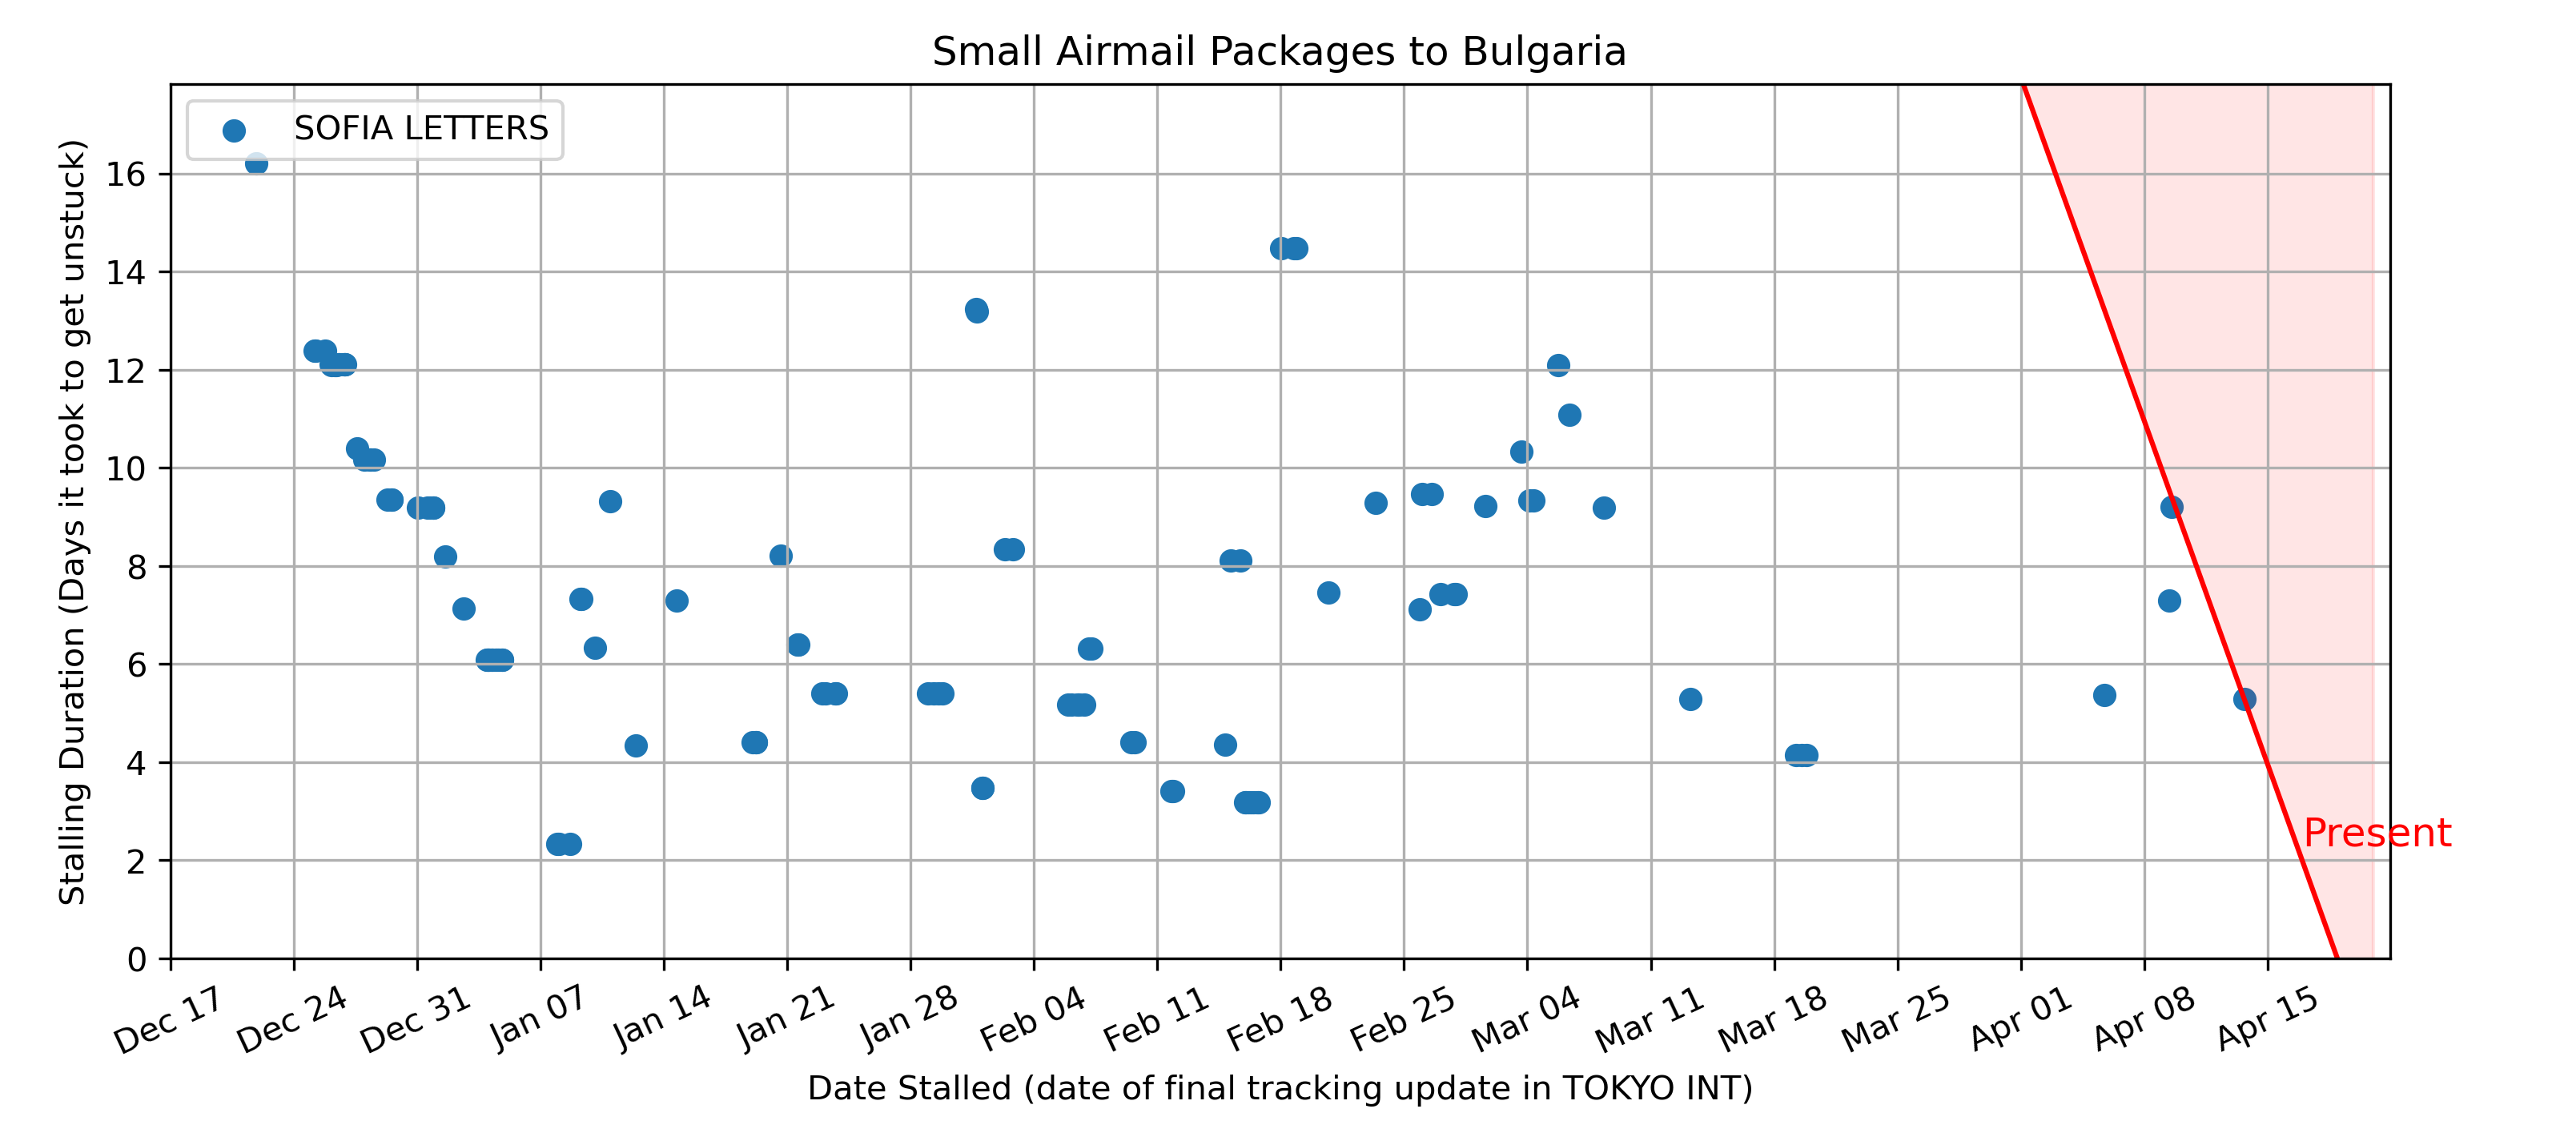 Small Airmail Packages to Bulgaria
SOFIA LETTERS
Stalling Duration (Days it took to get unstuck)
16
14
12
10
8
6
4
2
0
Present
Dec 17
Dec 24
Dec 31
Jan 07
Jan 14
Jan 21
Jan 28
Feb 04
Feb 11
Feb 18
Feb 25
Mar 04
Mar 11
Mar 18
Mar 25
Apr 01
Apr 08
Apr 15
Date Stalled (date of final tracking update in TOKYO INT)